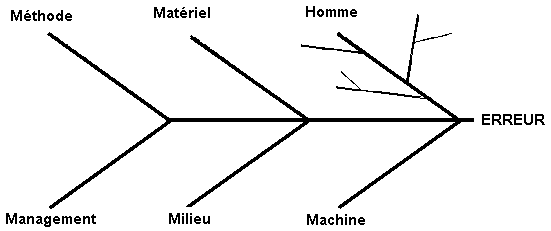 Méthode
Matériel
Homme
ERREUR
Management
Milieu
Machine